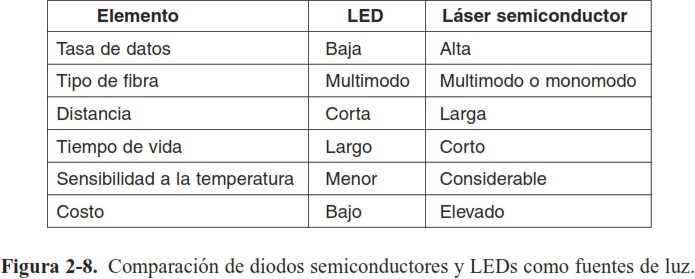 Elemento LED Láser semiconductor
Tasa de datos Baja Alta
Tipo de fibra Multimodo Multimodo o monomodo
Distancia Corta Larga
Tiempo de vida Largo Corto
Sensibilidad a la temperatura Menor Considerable
Costo Bajo Elevado
Figura 2-8. Comparación de diodos semiconductores y LEDs como fuentes de luz.